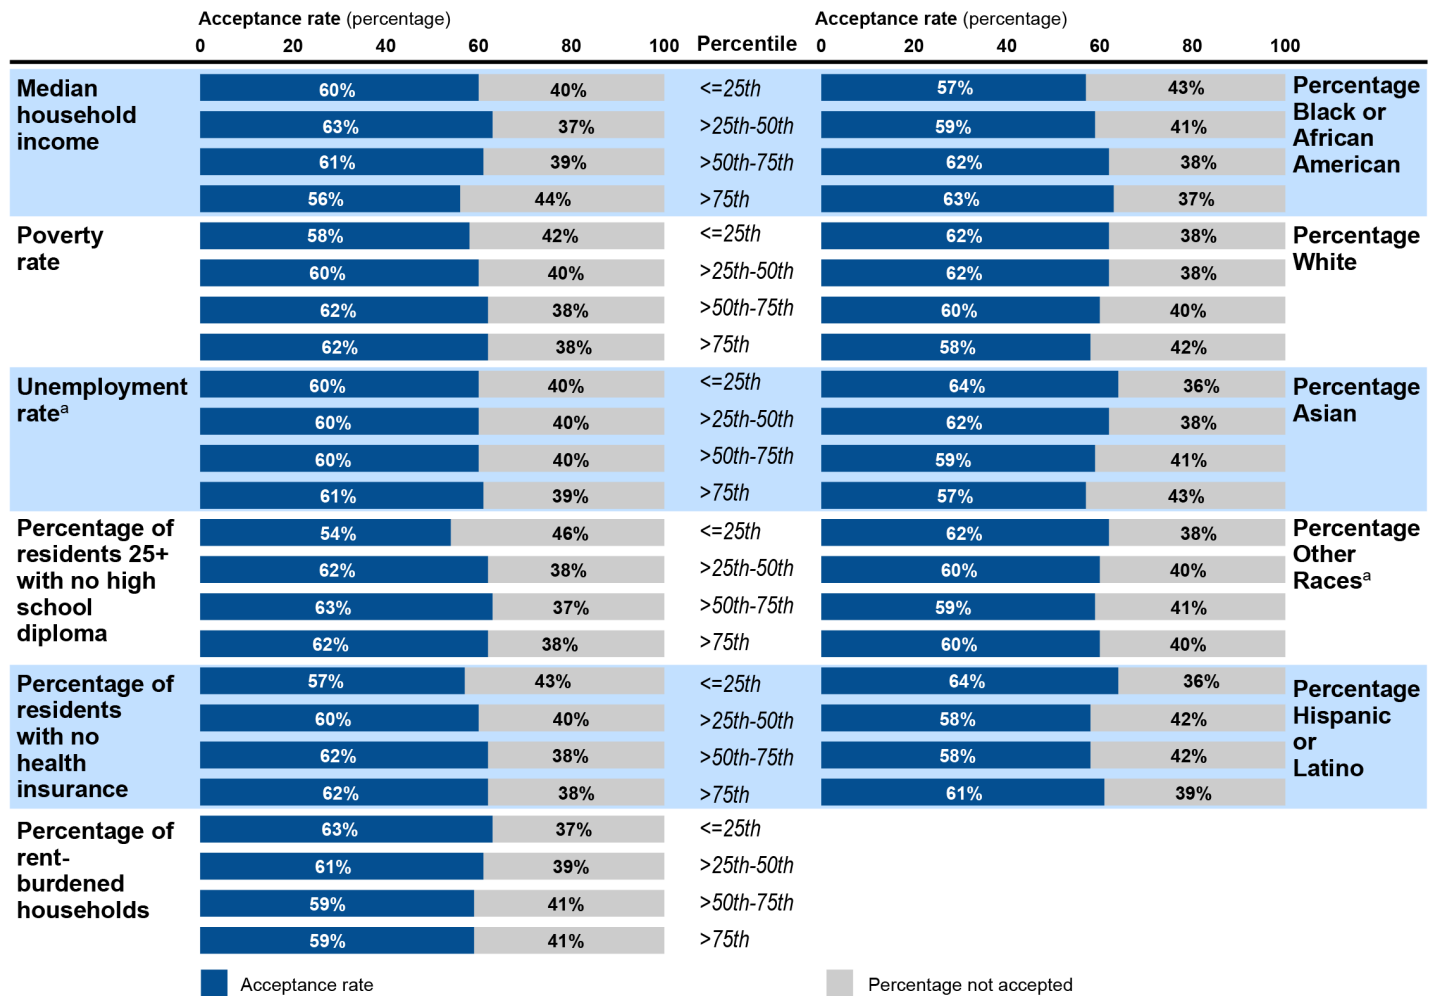 Acceptance rate (percentage) Acceptance rate (percentage)
0 20 40 60 80 100 Percentile 0 20 40 60 80 100
Median
household
income
60% 40% <=25th 57% 43%
63% 37% >25th-50th 59% 41%
61% 39% >50th-75th 62% 38%
56% 44% >75th 63% 37%
Percentage
Black or
African
American
Poverty
rate
58% 42% <=25th 62% 38%
60% 40% >25th-50th 62% 38%
62% 38% >50th-75th 60% 40%
62% 38% >75th 58% 42%
Percentage
White
Unemployment
rateᵃ
60% 40% <=25th 64% 36%
60% 40% >25th-50th 62% 38%
60% 40% >50th-75th 59% 41%
61% 39% >75th 57% 43%
Percentage
Asian
Percentage of
residents 25+
with no high
school
diploma
54% 46% <=25th 62% 38%
62% 38% >25th-50th 60% 40%
63% 37% >50th-75th 59% 41%
62% 38% >75th 60% 40%
Percentage
Other
Racesᵃ
Percentage of
residents
with no
health
insurance
57% 43% <=25th 64% 36%
60% 40% >25th-50th 58% 42%
62% 38% >50th-75th 58% 42%
62% 38% >75th 61% 39%
Percentage
Hispanic
or
Latino
Percentage of
rent-
burdened
households
63% 37% <=25th
61% 39% >25th-50th
59% 41% >50th-75th
59% 41% >75th
Acceptance rate Percentage not accepted